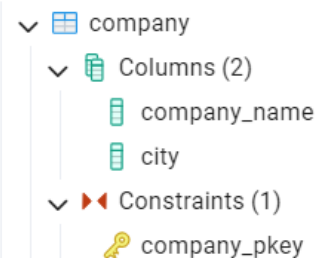 company
Columns (2)
company_name
city
Constraints (1)
company_pkey